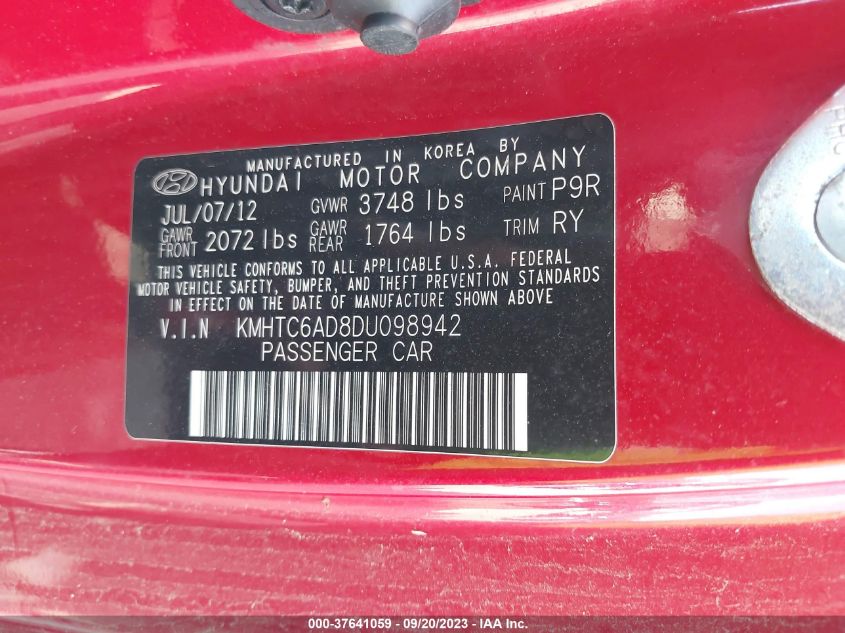 MANUFACTURED IN KOREA BY
HYUNDAI MOTOR COMPANY
JUL/07/12 GVWR 3748 lbs PAINT P9R
GAWR FRONT 2072 lbs GAWR REAR 1764 lbs TRIM RY
THIS VEHICLE CONFORMS TO ALL APPLICABLE U.S.A. FEDERAL
MOTOR VEHICLE SAFETY, BUMPER, AND THEFT PREVENTION STANDARDS
IN EFFECT ON THE DATE OF MANUFACTURE SHOWN ABOVE
V.I.N KMHTC6AD8DU098942
PASSENGER CAR
000-37641059 - 09/20/2023 - IAA Inc.